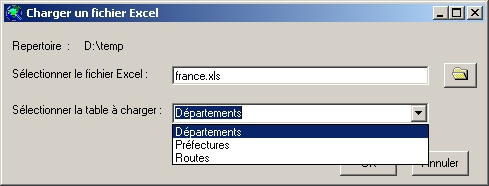 Charger un fichier Excel
Repertoire : D:\temp
Sélectionner le fichier Excel : france.xls
Sélectionner la table à charger : Départements
Départements
Préfectures
Routes
Annuler